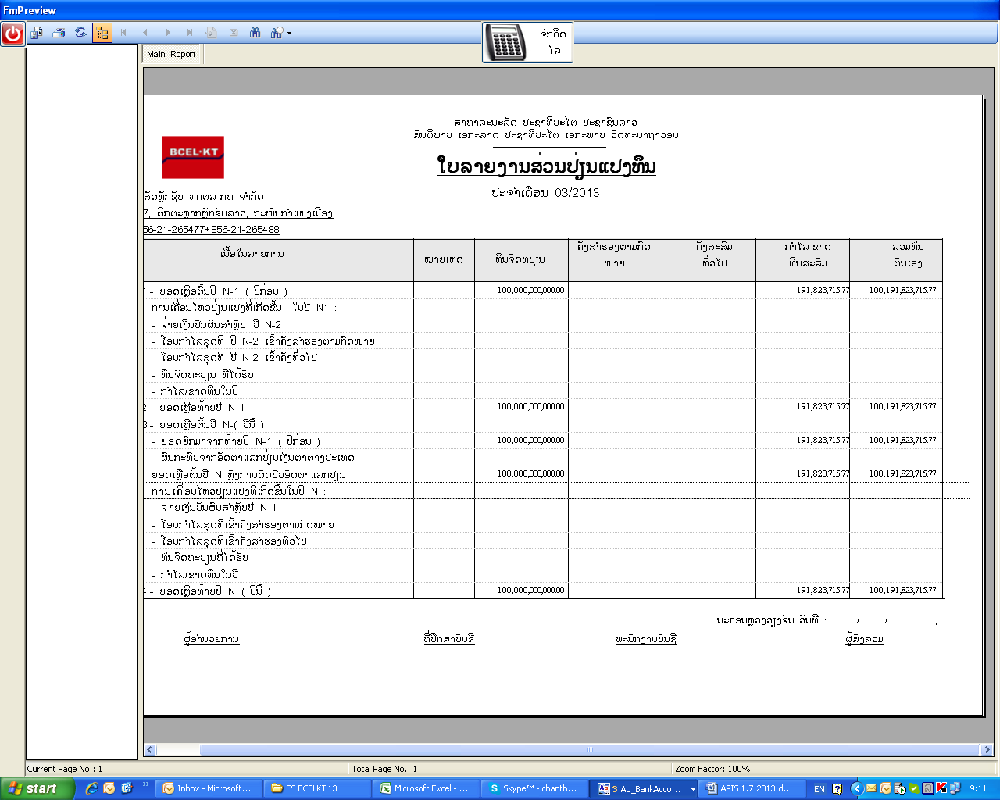 FmPreview
ຈັກຄິດ
ໄລ່
Main Report
ສາທາລະນະລັດ ປະຊາທິປະໄຕ ປະຊາຊົນລາວ
ສັນຕິພາບ ເອກະລາດ ປະຊາທິປະໄຕ ເອກະພາບ ວັດທະນາຖາວອນ
BCEL·KT
ໃບລາຍງານສ່ວນປ່ຽນແປງທຶນ
ປະຈຳເດືອນ 03/2013
ສັດຫຼັກຊັບ ທຄຕລ-ກທ ຈຳກັດ
7, ຕຶກຕະຫຼາກຫຼັກຊັບລາວ, ຖະໜົນກຳແພງເມືອງ
56-21-265477+856-21-265488
ເນື້ອໃນລາຍການ ໝາຍເຫດ ທຶນຈົດທບຽນ ຄັງສຳຮອງຕາມກົດໝາຍ ຄັງສະສົມທົ່ວໄປ ກຳໄລ-ຂາດທຶນສະສົມ ລວມທຶນຕົນເອງ
1.- ຍອດເຫຼືອຕົ້ນປີ N-1 ( ປີກ່ອນ ) 100,000,000,000.00 191,823,715.77 100,191,823,715.77
ການເຄື່ອນໄຫວປ່ຽນແປງທີ່ເກີດຂື້ນ ໃນປີ N1 :
- ຈ່າຍເງິນປັນຜົນສຳຫຼັບ ປີ N-2
- ໂອນກຳໄລສຸດທິ ປີ N-2 ເຂົ້າຄັງສຳຮອງຕາມກົດໝາຍ
- ໂອນກຳໄລສຸດທິ ປີ N-2 ເຂົ້າຄັງທົ່ວໄປ
- ທຶນຈົດທະບຽນ ທີ່ໄດ້ຮັບ
- ກຳໄລ/ຂາດທຶນໃນປີ
2.- ຍອດເຫຼືອທ້າຍປີ N-1 100,000,000,000.00 191,823,715.77 100,191,823,715.77
3.- ຍອດເຫຼືອຕົ້ນປີ N-( ປີນີ້ )
- ຍອດຍົກມາຈາກທ້າຍປີ N-1 ( ປີກ່ອນ ) 100,000,000,000.00 191,823,715.77 100,191,823,715.77
- ຜົນກະທົບຈາກອັດຕາແລກປ່ຽນເງິນຕາຕ່າງປະເທດ
ຍອດເຫຼືອຕົ້ນປີ N ຫຼັງການດັດປັບອັດຕາແລກປ່ຽນ 100,000,000,000.00 191,823,715.77 100,191,823,715.77
ການເຄື່ອນໄຫວປ່ຽນແປງທີ່ເກີດຂຶ້ນໃນປີ N :
- ຈ່າຍເງິນປັນຜົນສຳຫຼັບປີ N-1
- ໂອນກຳໄລສຸດທິເຂົ້າຄັງສຳຮອງຕາມກົດໝາຍ
- ໂອນກຳໄລສຸດທິເຂົ້າຄັງສຳຮອງທົ່ວໄປ
- ທຶນຈົດທະບຽນທີ່ໄດ້ຮັບ
- ກຳໄລ/ຂາດທຶນໃນປີ
4.- ຍອດເຫຼືອທ້າຍປີ N ( ປີນີ້ ) 100,000,000,000.00 191,823,715.77 100,191,823,715.77
ນະຄອນຫຼວງວຽງຈັນ ວັນທີ : ......../......../............ ,
ຜູ້ອຳນວຍການ ທີ່ປຶກສາບັນຊີ ພະນັກງານບັນຊີ ຜູ້ສັງລວມ
Current Page No.: 1 Total Page No.: 1 Zoom Factor: 100%
start Inbox - Microsoft... FS BCELKT'13 Microsoft Excel - ... Skype™ - chanth... 3 Ap_BankAcco... APIS 1.7.2013.d... EN 9:11